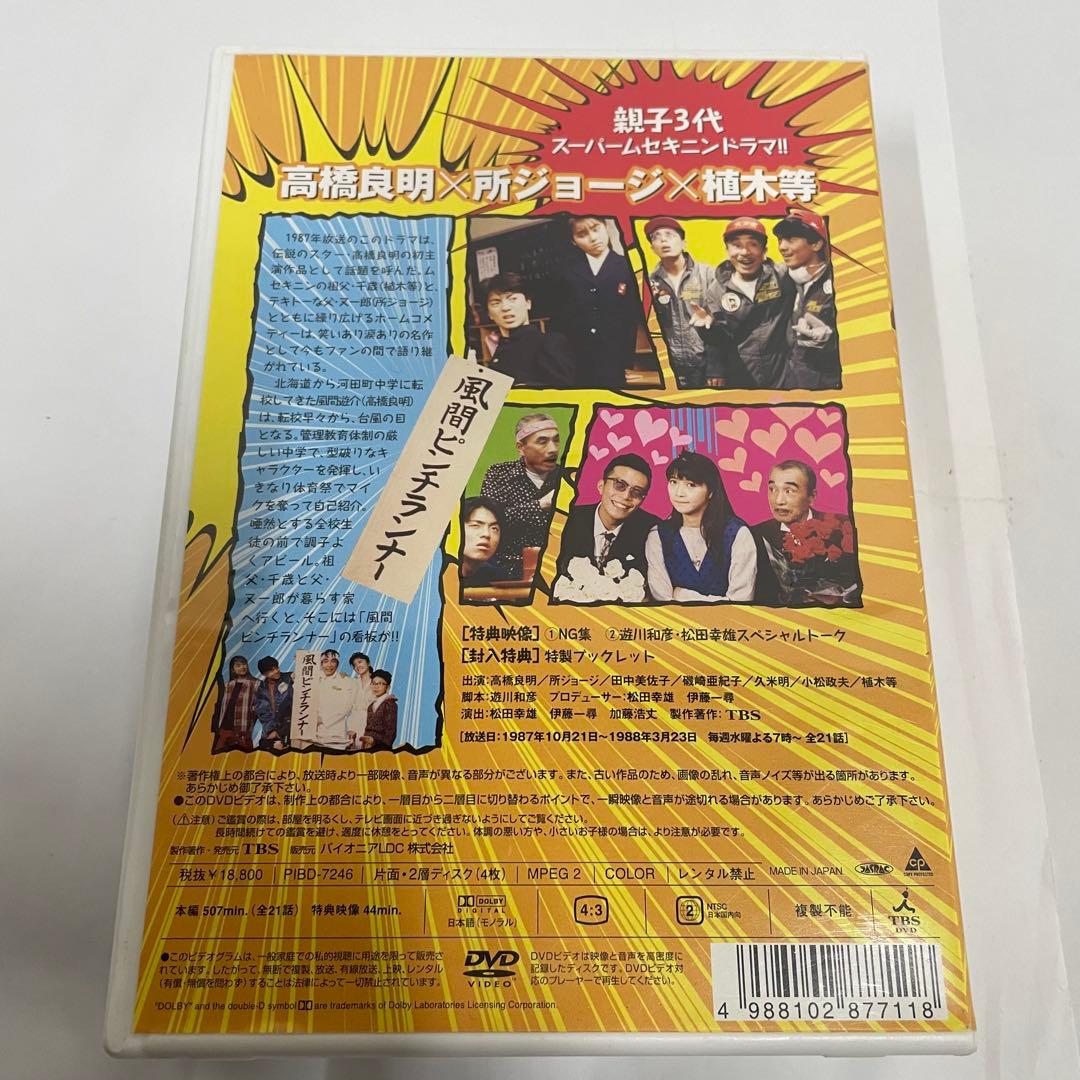 親子3代
スーパームセキニンドラマ!!
高橋良明×所ジョージ×植木等
1987年放送のこのドラマは、
伝説のスター・高橋良明の初主
演作品として話題を呼んだ。ム
セキニンの祖父・千歳(植木等)と、
テキトーな父・又一郎(所ジョージ)
とともに繰り広げるホームコメ
ディーは、笑いあり涙ありの名作
として今もファンの間で語り継
がれている。
北海道から河田町中学に転
校してきた風間遊介(高橋良明)
は、転校早々から、台風の目
となる。管理教育体制の厳
しい中学で、型破りなキ
ャラクターを発揮し、い
きなり体育祭でマイ
クを奪って自己紹介。
唖然とする全校生
徒の前で調子よ
くアピール。祖
父・千歳と父・
又一郎が暮らす家
へ行くと、そこには「風間
ピンチランナー」の看板が!!
風間ピンチランナー
風間ピンチランナー
[特典映像] ①NG集 ②遊川和彦・松田幸雄スペシャルトーク
[封入特典] 特製ブックレット
出演:高橋良明／所ジョージ／田中美佐子／磯崎亜紀子／久米明／小松政夫／植木等
脚本:遊川和彦 プロデューサー:松田幸雄 伊藤一尋
演出:松田幸雄 伊藤一尋 加藤浩丈 製作著作:TBS
[放送日:1987年10月21日〜1988年3月23日 毎週水曜よる7時〜 全21話]
※著作権上の都合により、放送時より一部映像、音声が異なる部分がございます。また、古い作品のため、画像の乱れ、音声ノイズ等が出る箇所があります。
あらかじめ御了承下さい。
●このDVDビデオは、制作上の都合により、一層目から二層目に切り替わるポイントで、一瞬映像と音声が途切れる場合があります。あらかじめご了承下さい。
(⚠注意) ご鑑賞の際は、部屋を明るくし、テレビ画面に近づき過ぎないようにしてご覧ください。
長時間続けての鑑賞を避け、適度に休憩をとってください。体調の悪い方や、小さいお子様の場合は、より注意が必要です。
製作著作・発売元 TBS 販売元 パイオニアLDC 株式会社
税抜¥18,800 PIBD-7246 片面・2層ディスク(4枚) MPEG 2 COLOR レンタル禁止 MADE IN JAPAN JASRAC CP COPY PROTECTED
本編 507min. (全21話) 特典映像 44min. DOLBY DIGITAL 日本語(モノラル) 4:3 2 NTSC 日本国内向 複製不能 TBS DVD
●このビデオグラムは、一般家庭での私的視聴に用途を限って販売さ
れています。したがって、無断で複製、放送、有線放送、上映、レンタル
(有償・無償を問わず)することは法律によって一切禁止されています。
DVD VIDEO
DVDビデオは映像と音声を高密度に
記録したディスクです。DVDビデオ対
応のプレーヤーで再生してください。
"DOLBY" and the double-D symbol are trademarks of Dolby Laboratories Licensing Corporation.
4 988102 877118